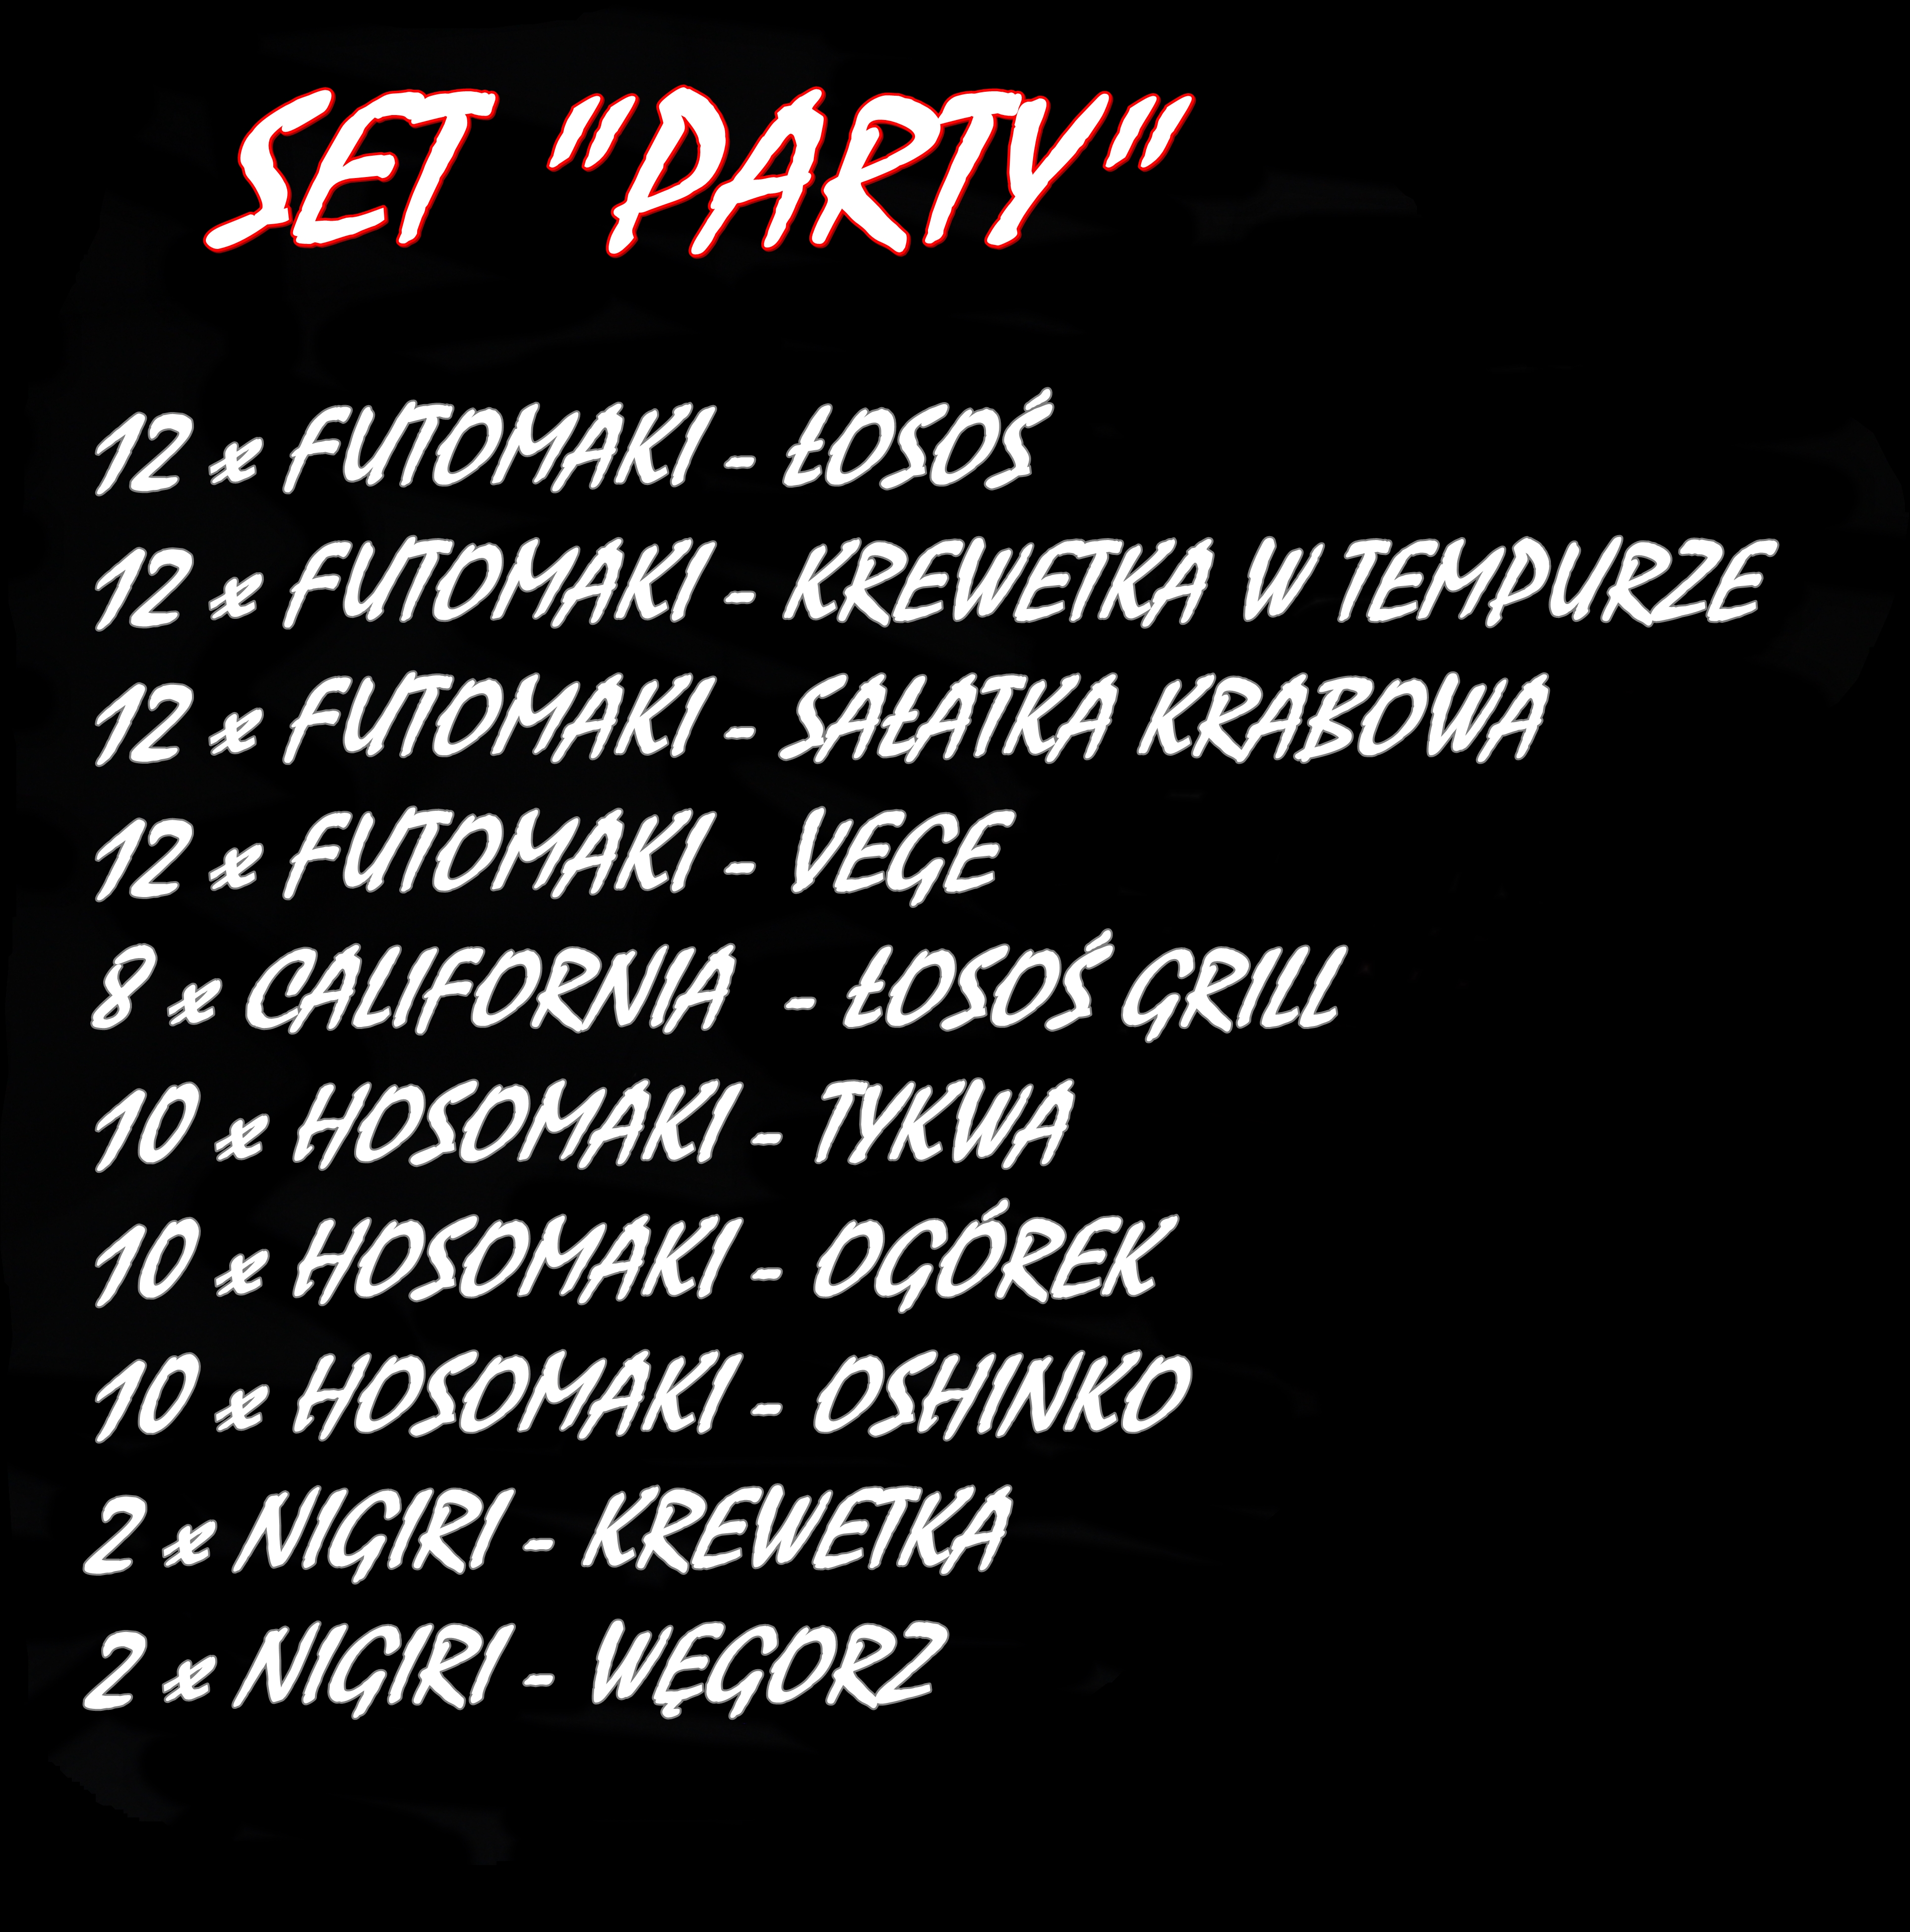 SET "PARTY"
12 x FUTOMAKI - ŁOSOŚ
12 x FUTOMAKI - KREWETKA W TEMPURZE
12 x FUTOMAKI - SAŁATKA KRABOWA
12 x FUTOMAKI - VEGE
8 x CALIFORNIA - ŁOSOŚ GRILL
10 x HOSOMAKI - TYKWA
10 x HOSOMAKI - OGÓREK
10 x HOSOMAKI - OSHINKO
2 x NIGIRI - KREWETKA
2 x NIGIRI - WĘGORZ